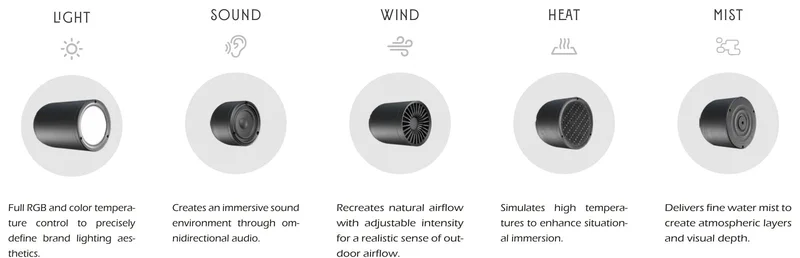 LIGHT
Full RGB and color tempera-
ture control to precisely
define brand lighting aes-
thetics.
SOUND
Creates an immersive sound
environment through om-
nidirectional audio.
WIND
Recreates natural airflow
with adjustable intensity
for a realistic sense of out-
door airflow.
HEAT
Simulates high tempera-
tures to enhance situation-
al immersion.
MIST
Delivers fine water mist to
create atmospheric layers
and visual depth.